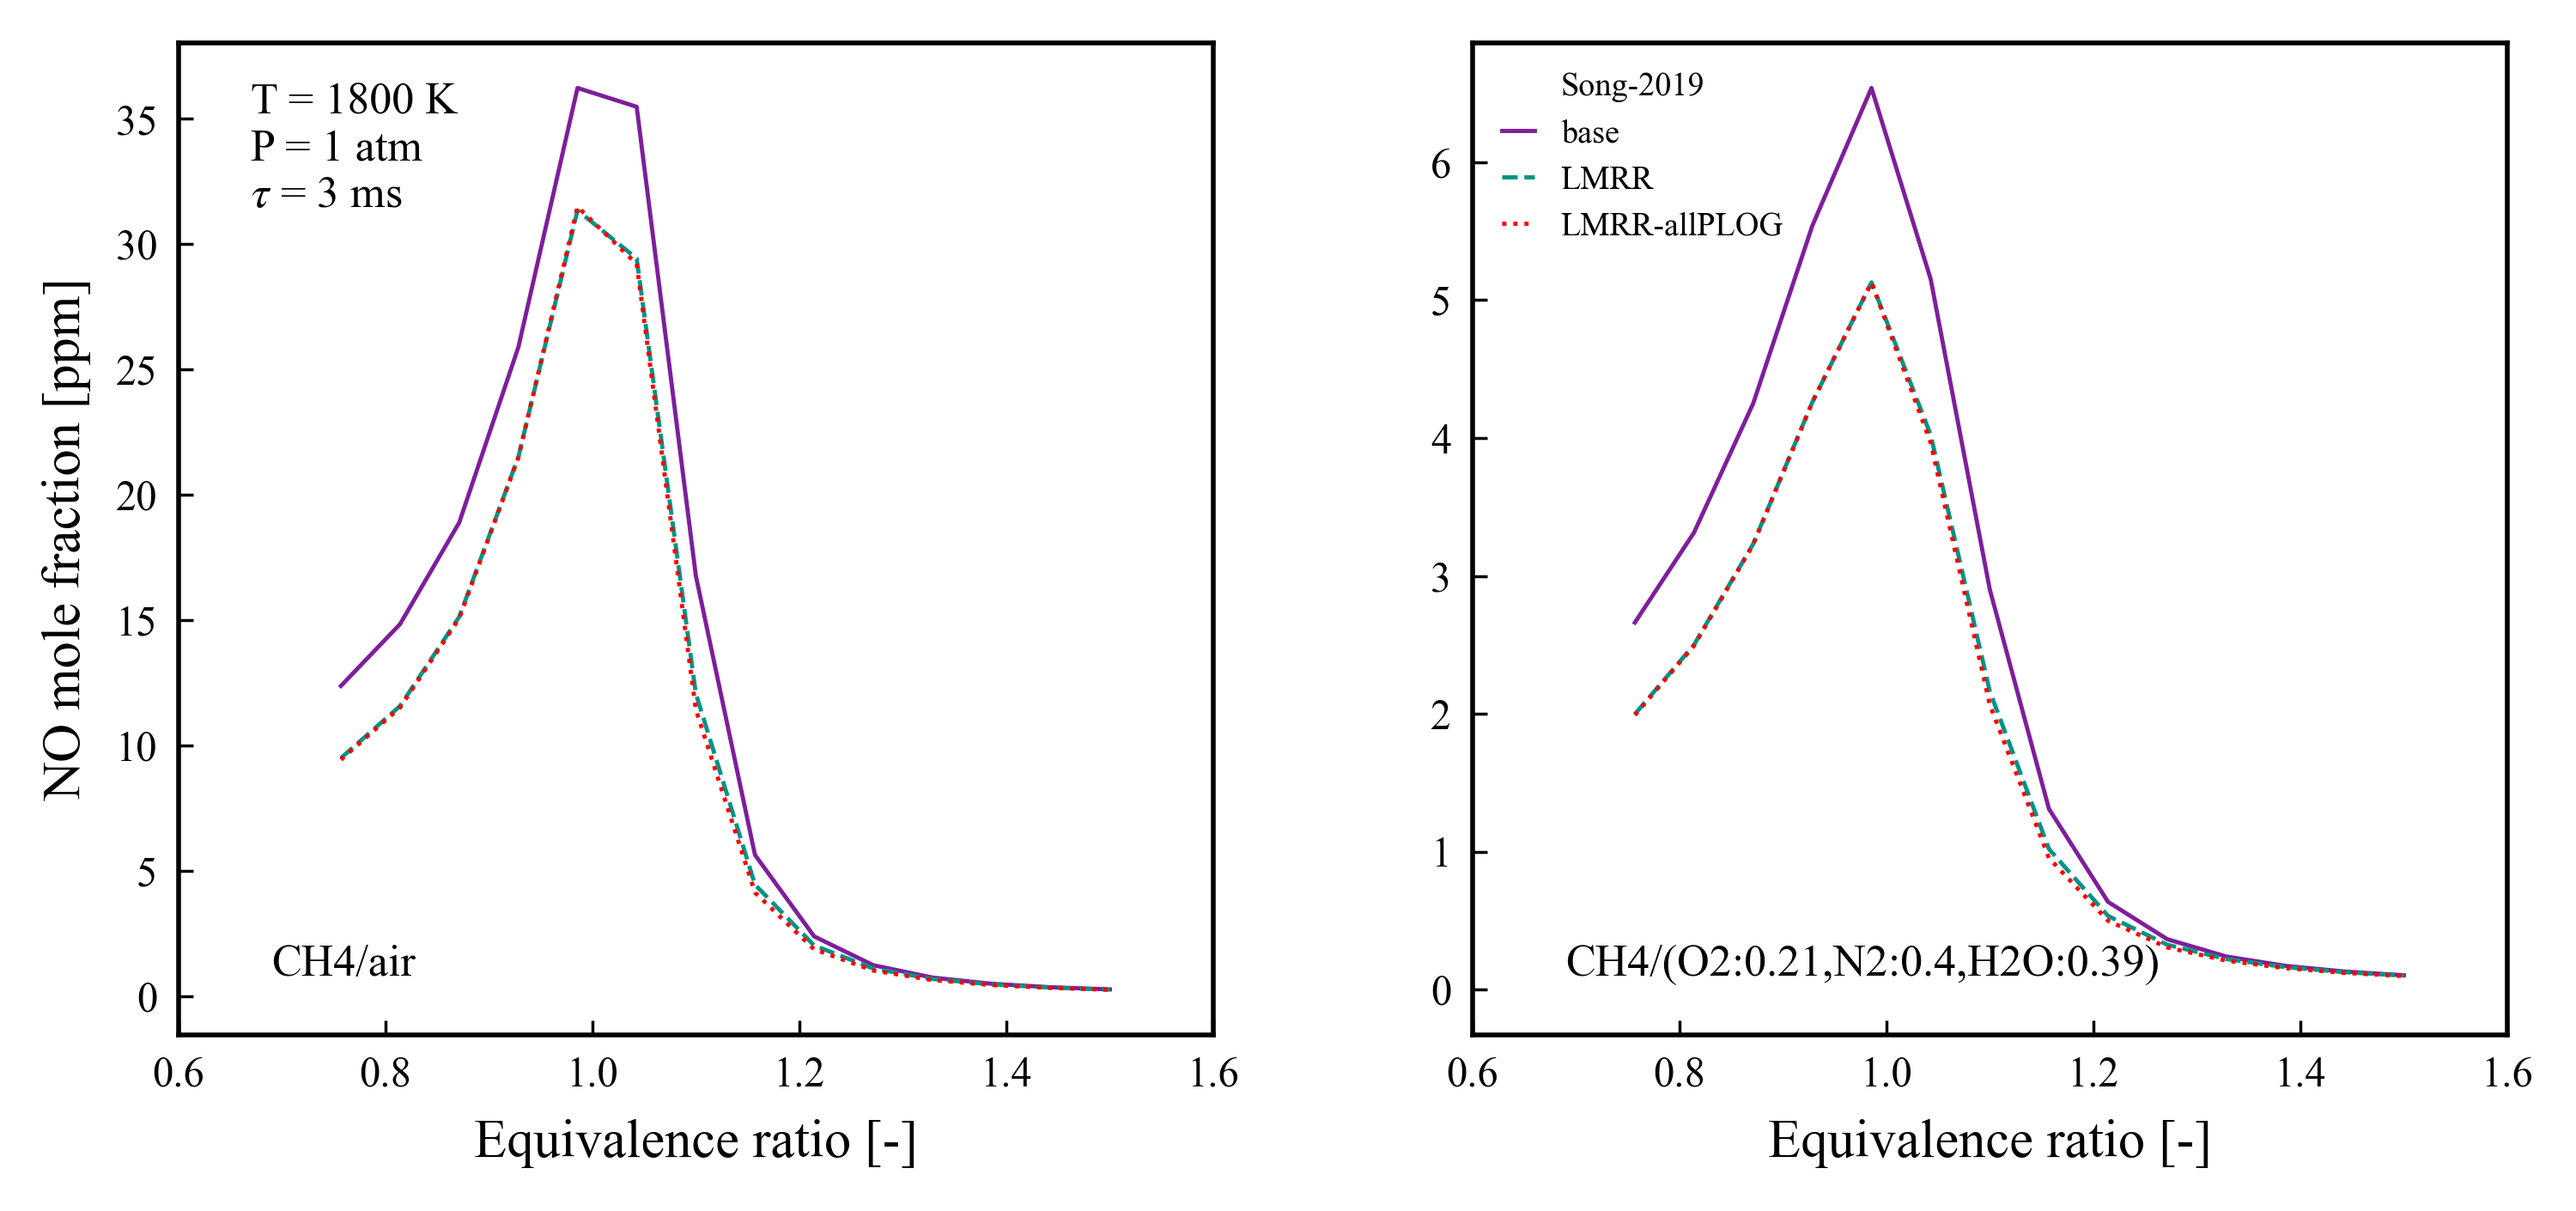 T = 1800 K
P = 1 atm
τ = 3 ms
35
30
25
20
15
10
5
0
NO mole fraction [ppm]
CH4/air
0.6 0.8 1.0 1.2 1.4 1.6
Equivalence ratio [-]
Song-2019
base
LMRR
LMRR-allPLOG
6
5
4
3
2
1
0
CH4/(O2:0.21,N2:0.4,H2O:0.39)
0.6 0.8 1.0 1.2 1.4 1.6
Equivalence ratio [-]